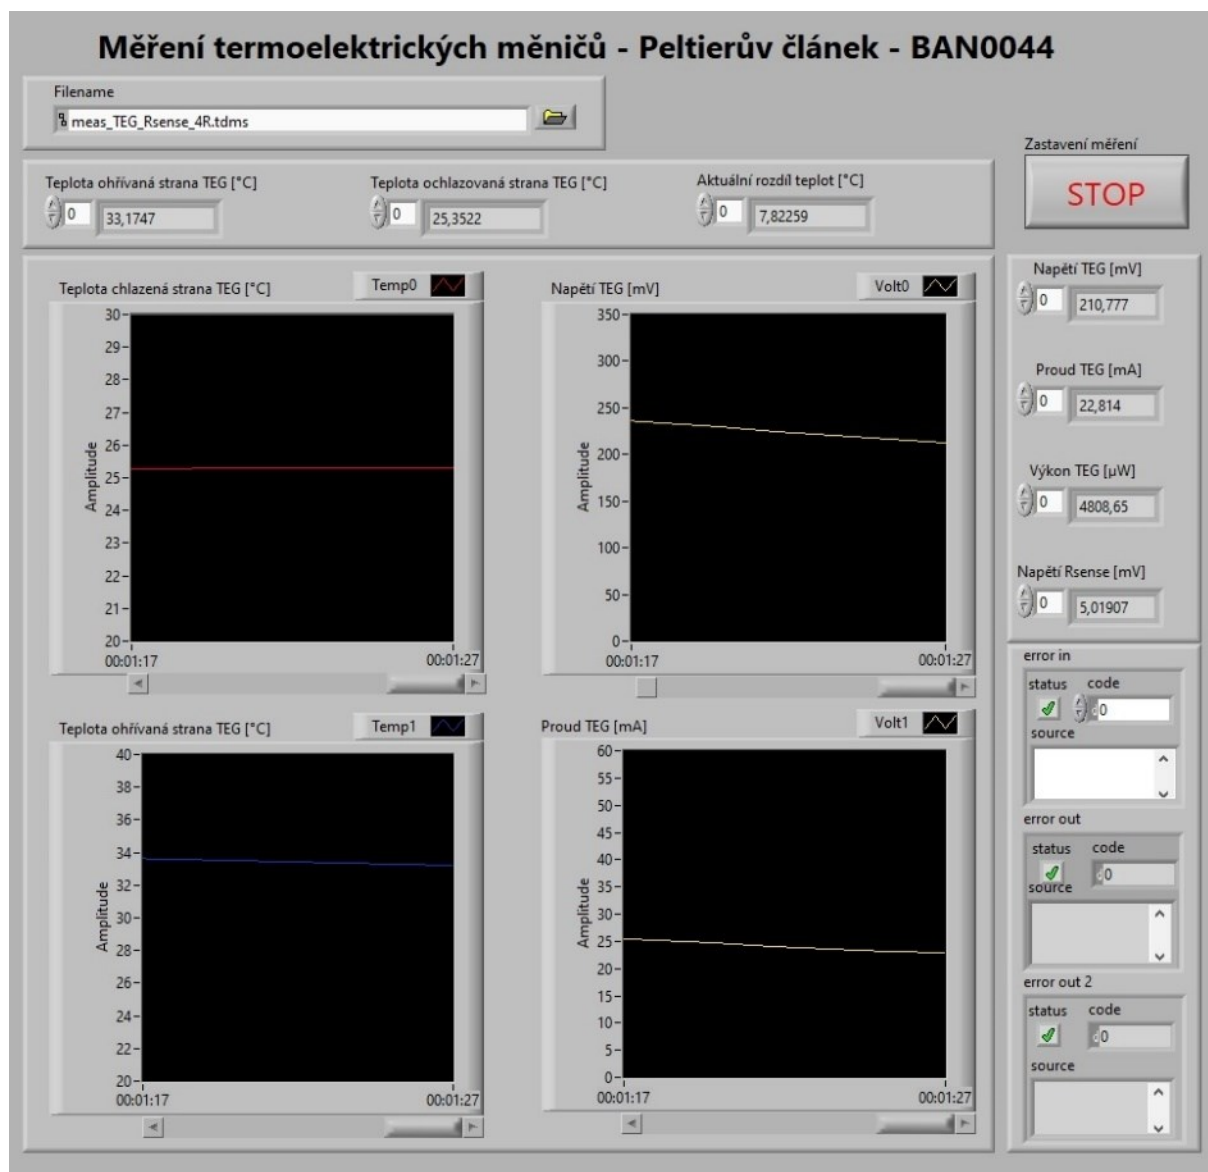 Měření termoelektrických měničů - Peltierův článek - BAN0044
Filename
meas_TEG_Rsense_4R.tdms
Zastavení měření
STOP
Teplota ohřívaná strana TEG [°C]
0
33,1747
Teplota ochlazovaná strana TEG [°C]
0
25,3522
Aktuální rozdíl teplot [°C]
0
7,82259
Teplota chlazená strana TEG [°C]
Temp0
Amplitude
30
29
28
27
26
25
24
23
22
21
20
00:01:17
00:01:27
Napětí TEG [mV]
Volt0
Amplitude
350
300
250
200
150
100
50
0
00:01:17
00:01:27
Teplota ohřívaná strana TEG [°C]
Temp1
Amplitude
40
38
36
34
32
30
28
26
24
22
20
00:01:17
00:01:27
Proud TEG [mA]
Volt1
Amplitude
60
55
50
45
40
35
30
25
20
15
10
5
0
00:01:17
00:01:27
Napětí TEG [mV]
0
210,777
Proud TEG [mA]
0
22,814
Výkon TEG [µW]
0
4808,65
Napětí Rsense [mV]
0
5,01907
error in
status code
0
source
error out
status code
0
source
error out 2
status code
0
source